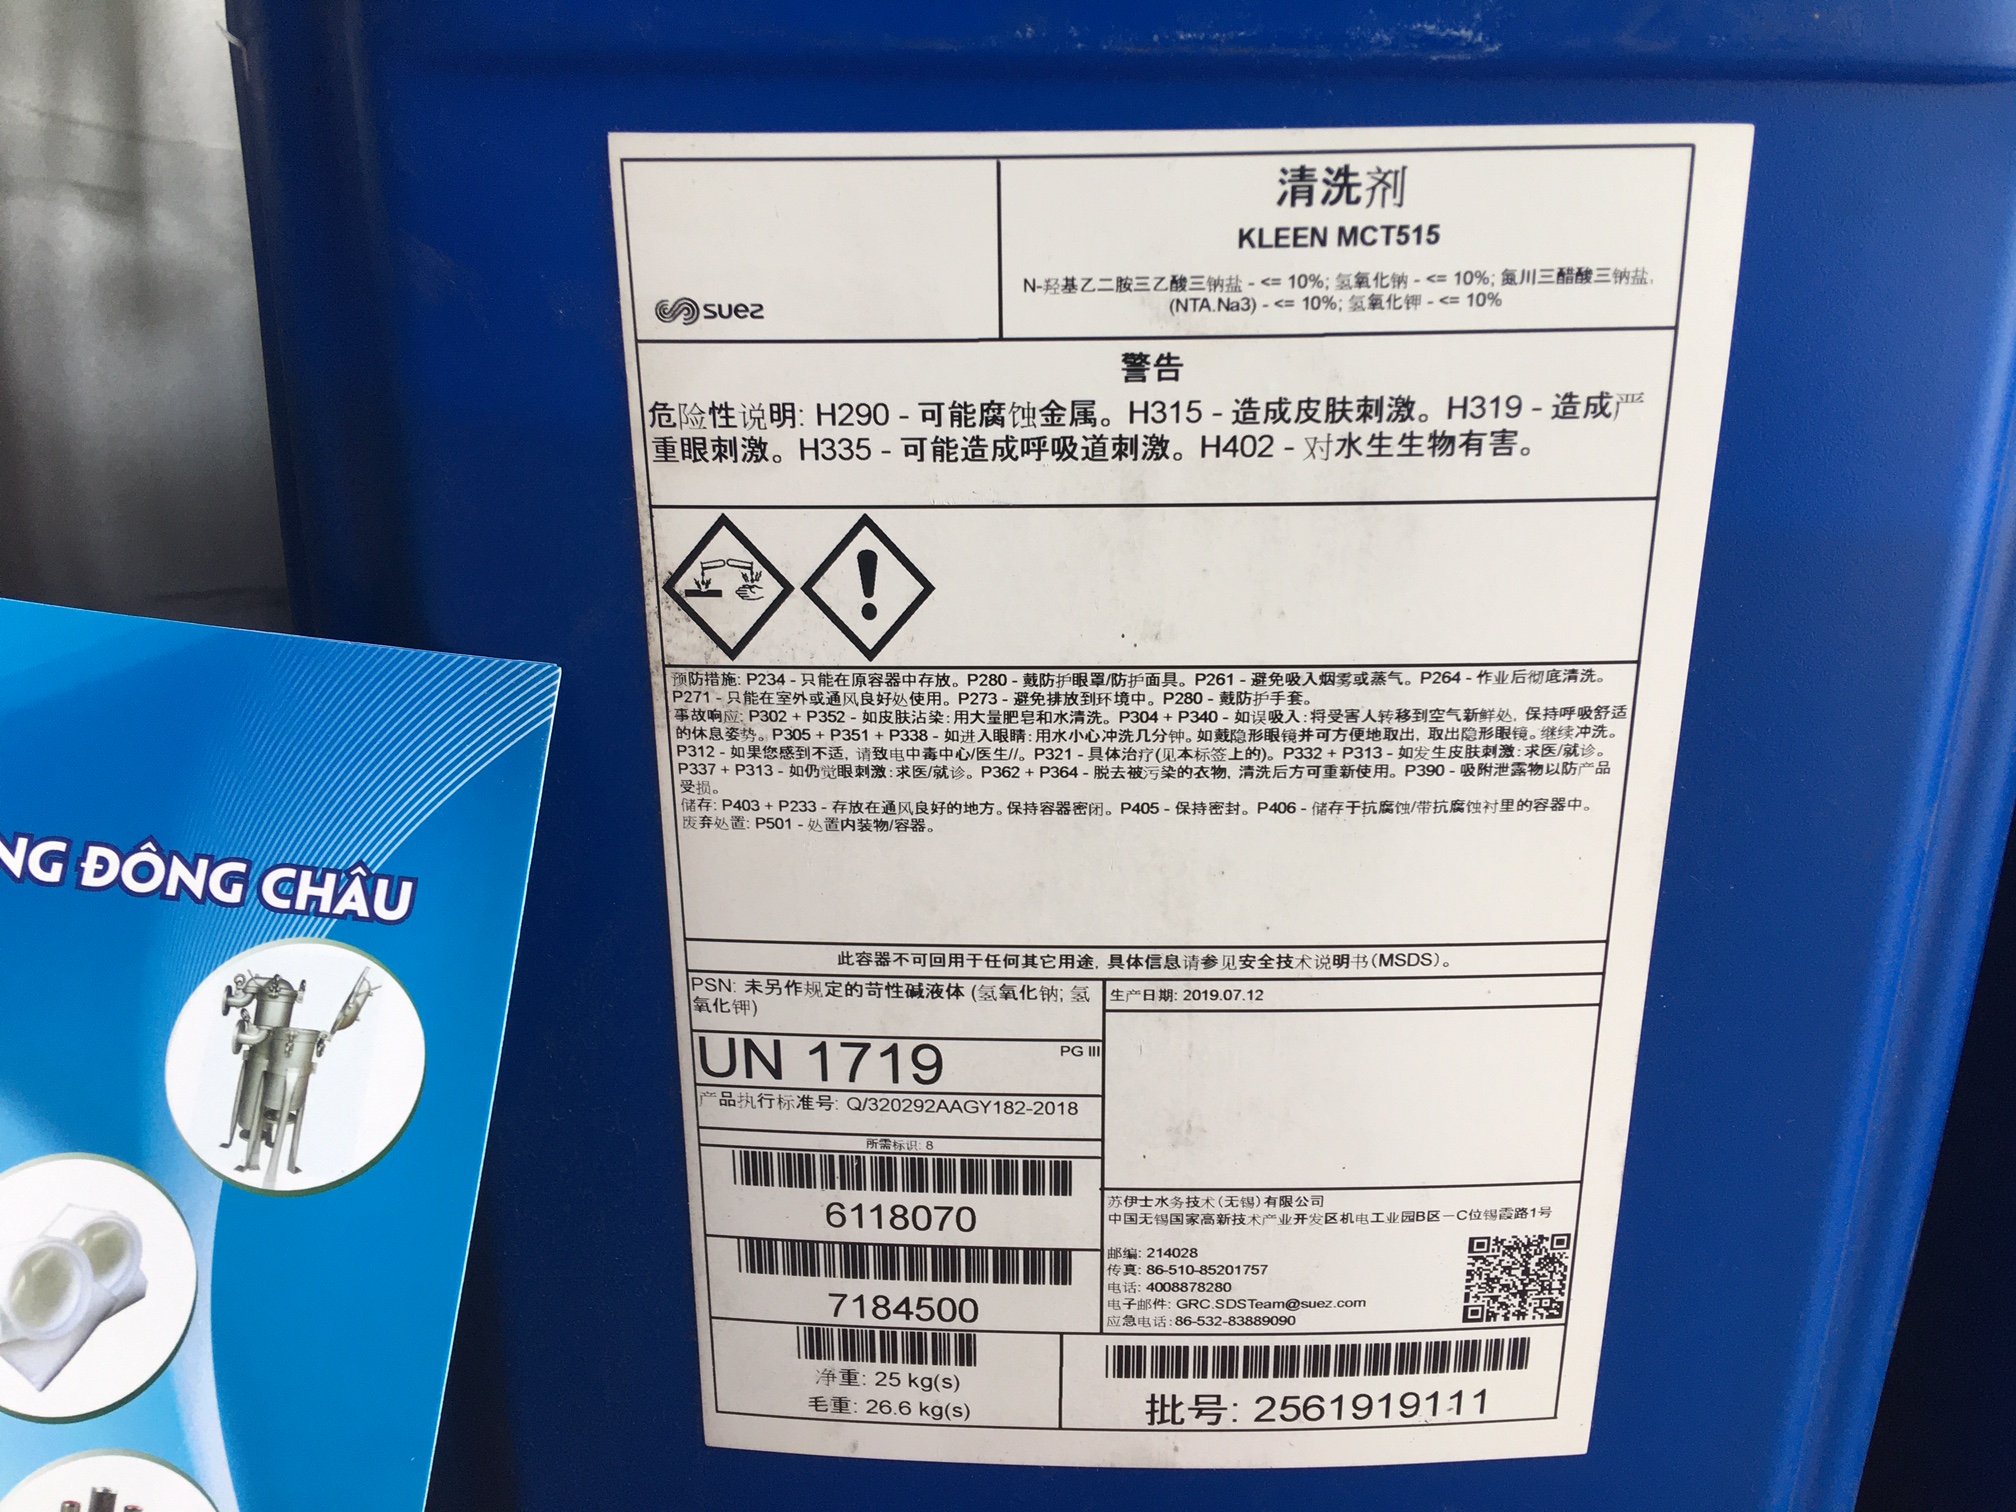 清洗剂
KLEEN MCT515
N-羟基乙二胺三乙酸三钠盐 - <= 10%; 氢氧化钠 - <= 10%; 氮川三醋酸三钠盐,
(NTA.Na3) - <= 10%; 氢氧化钾 - <= 10%
suez
警告
危险性说明: H290 - 可能腐蚀金属。H315 - 造成皮肤刺激。H319 - 造成严
重眼刺激。H335 - 可能造成呼吸道刺激。H402 - 对水生生物有害。
预防措施: P234 - 只能在原容器中存放。P280 - 戴防护眼罩/防护面具。P261 - 避免吸入烟雾或蒸气。P264 - 作业后彻底清洗。
P271 - 只能在室外或通风良好处使用。P273 - 避免排放到环境中。P280 - 戴防护手套。
事故响应: P302 + P352 - 如皮肤沾染: 用大量肥皂和水清洗。P304 + P340 - 如误吸入: 将受害人转移到空气新鲜处, 保持呼吸舒适
的休息姿势。P305 + P351 + P338 - 如进入眼睛: 用水小心冲洗几分钟。如戴隐形眼镜并可方便地取出, 取出隐形眼镜。继续冲洗。
P312 - 如果您感到不适, 请致电中毒中心/医生//。P321 - 具体治疗(见本标签上的)。P332 + P313 - 如发生皮肤刺激: 求医/就诊。
P337 + P313 - 如仍觉眼刺激: 求医/就诊。P362 + P364 - 脱去被污染的衣物, 清洗后方可重新使用。P390 - 吸附泄露物以防产品
受损。
储存: P403 + P233 - 存放在通风良好的地方。保持容器密闭。P405 - 保持密封。P406 - 储存于抗腐蚀/带抗腐蚀衬里的容器中。
废弃处置: P501 - 处置内装物/容器。
NG ĐÔNG CHÂU
此容器不可回用于任何其它用途, 具体信息请参见安全技术说明书(MSDS)。
PSN: 未另作规定的苛性碱液体 (氢氧化钠; 氢
氧化钾)
生产日期: 2019.07.12
UN 1719
PG III
产品执行标准号: Q/320292AAGY182-2018
所需标识: 8
6118070
7184500
苏伊士水务技术(无锡)有限公司
中国无锡国家高新技术产业开发区机电工业园B区一C位锡霞路1号
邮编: 214028
传真: 86-510-85201757
电话: 4008878280
电子邮件: GRC.SDSTeam@suez.com
应急电话: 86-532-83889090
净重: 25 kg(s)
毛重: 26.6 kg(s)
批号: 2561919111